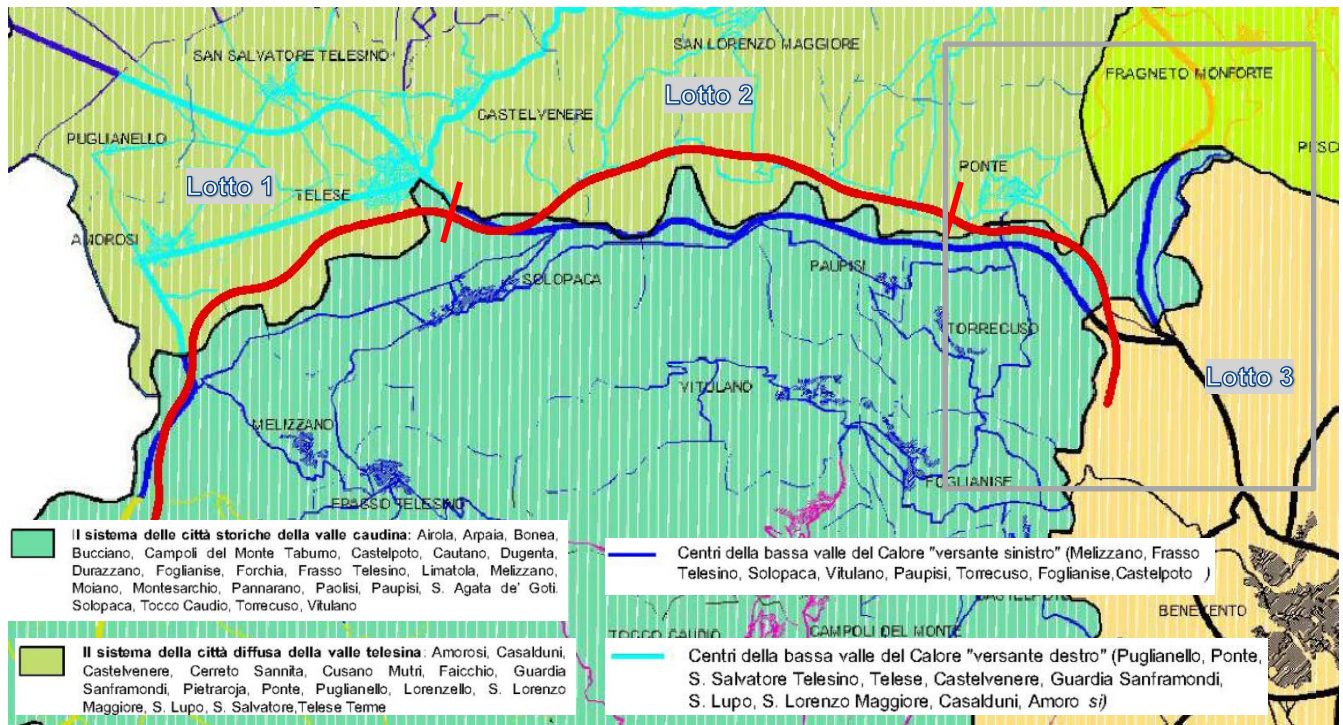 SAN SALVATORE TELESINO
SAN LORENZO MAGGIORE
FRAGNETO MONFORTE
Lotto 2
CASTELVENERE
PUGLIANELLO
PESCO
PONTE
Lotto 1
TELESE
AMOROSI
SOLOPACA
PAUPISI
TORRECUSO
Lotto 3
VITULANO
MELIZZANO
FOGLIANISE
FRASSO TELESINO
Il sistema delle città storiche della valle caudina: Airola, Arpaia, Bonea,
Bucciano, Campoli del Monte Taburno, Castelpoto, Cautano, Dugenta,
Durazzano, Foglianise, Forchia, Frasso Telesino, Limatola, Melizzano,
Moiano, Montesarchio, Pannarano, Paolisi, Paupisi, S. Agata de' Goti.
Solopaca, Tocco Caudio, Torrecuso, Vitulano
Centri della bassa valle del Calore "versante sinistro" (Melizzano, Frasso
Telesino, Solopaca, Vitulano, Paupisi, Torrecuso, Foglianise,Castelpoto )
CASTELPOTO
BENEVENTO
TOCCO CAUDIO
CAMPOLI DEL MONTE
Il sistema della città diffusa della valle telesina: Amorosi, Casalduni,
Castelvenere, Cerreto Sannita, Cusano Mutri, Faicchio, Guardia
Sanframondi, Pietraroja, Ponte, Puglianello, Lorenzello, S. Lorenzo
Maggiore, S. Lupo, S. Salvatore,Telese Terme
Centri della bassa valle del Calore "versante destro" (Puglianello, Ponte,
S. Salvatore Telesino, Telese, Castelvenere, Guardia Sanframondi,
S. Lupo, S. Lorenzo Maggiore, Casalduni, Amoro si)